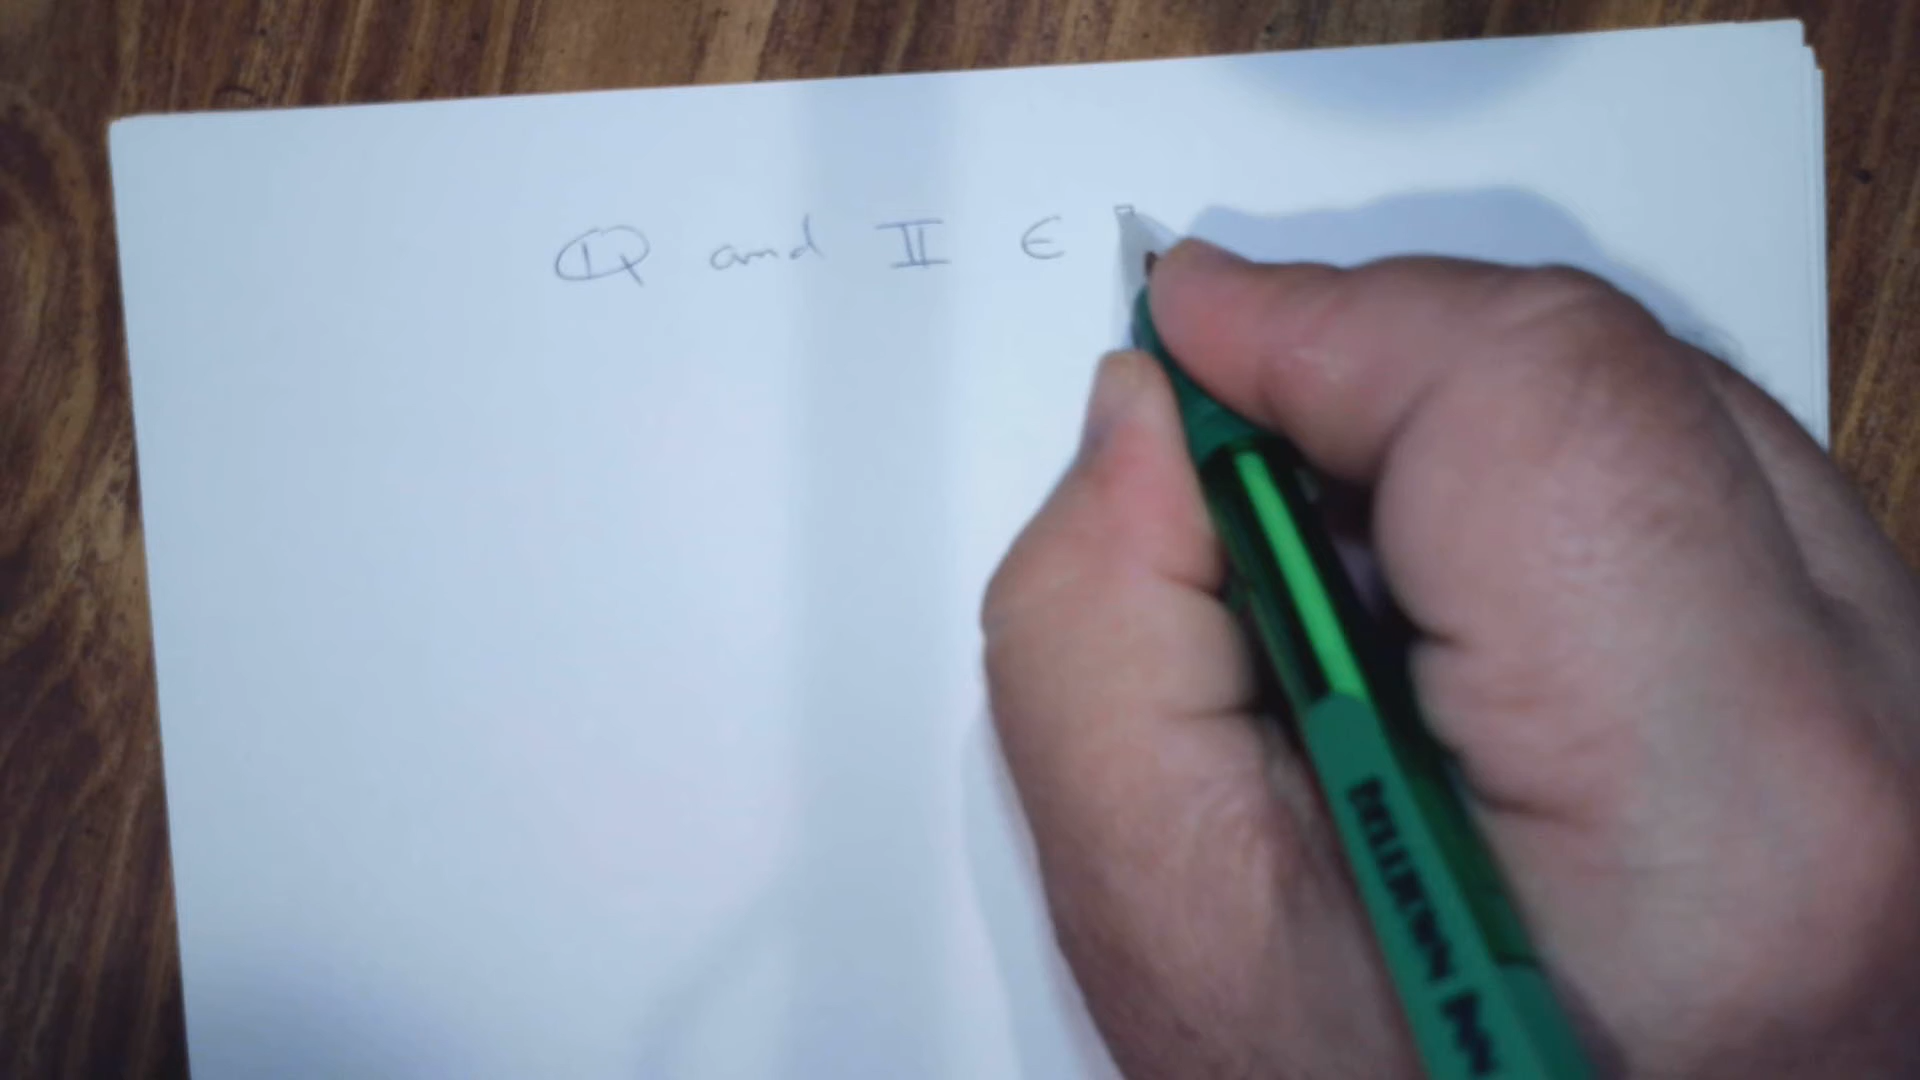 ℚ and 𝕀 ∈